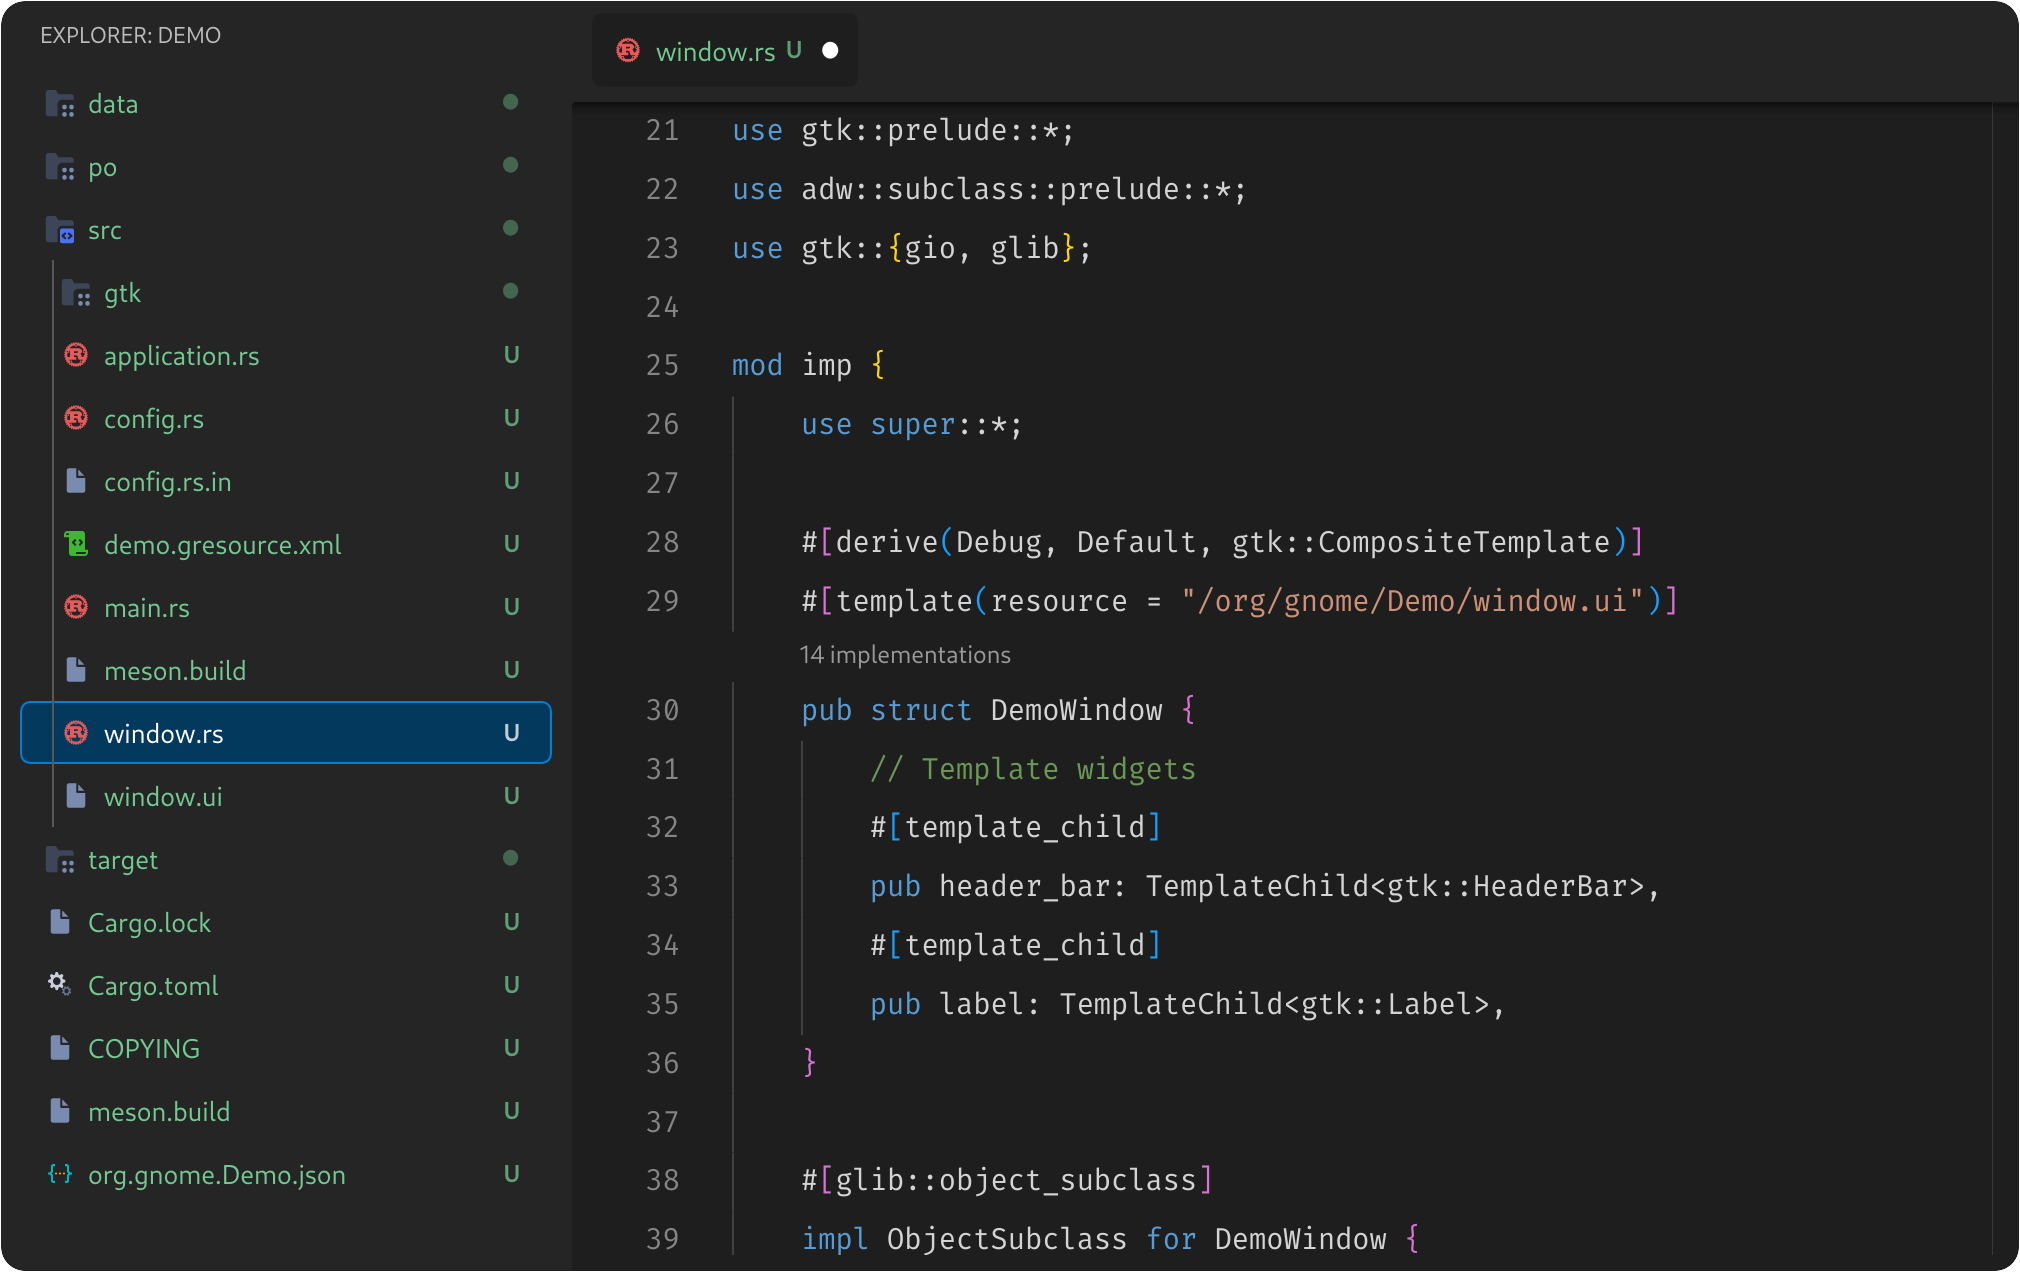 EXPLORER: DEMO
data
po
src
gtk
application.rs U
config.rs U
config.rs.in U
demo.gresource.xml U
main.rs U
meson.build U
window.rs U
window.ui U
target
Cargo.lock U
Cargo.toml U
COPYING U
meson.build U
org.gnome.Demo.json U
window.rs U
21 use gtk::prelude::*;
22 use adw::subclass::prelude::*;
23 use gtk::{gio, glib};
24
25 mod imp {
26 use super::*;
27
28 #[derive(Debug, Default, gtk::CompositeTemplate)]
29 #[template(resource = "/org/gnome/Demo/window.ui")]
14 implementations
30 pub struct DemoWindow {
31 // Template widgets
32 #[template_child]
33 pub header_bar: TemplateChild<gtk::HeaderBar>,
34 #[template_child]
35 pub label: TemplateChild<gtk::Label>,
36 }
37
38 #[glib::object_subclass]
39 impl ObjectSubclass for DemoWindow {